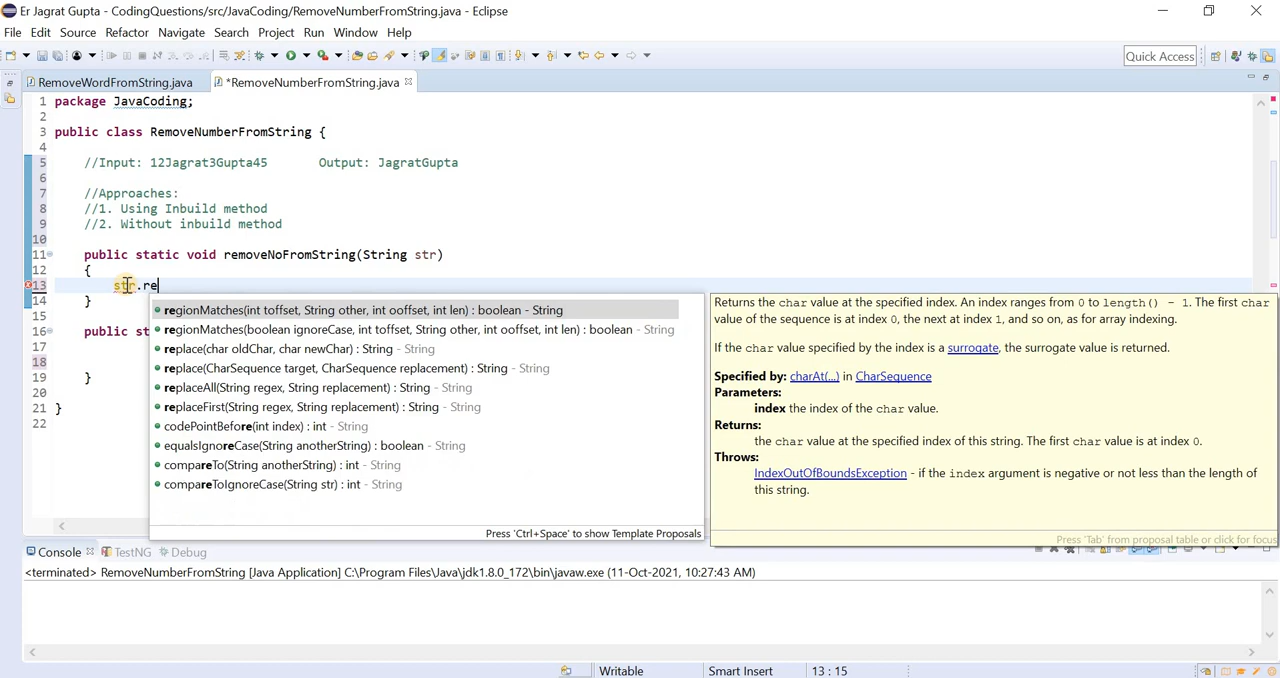 Er Jagrat Gupta - CodingQuestions/src/JavaCoding/RemoveNumberFromString.java - Eclipse
File Edit Source Refactor Navigate Search Project Run Window Help
Quick Access
RemoveWordFromString.java *RemoveNumberFromString.java
1 package JavaCoding;
2
3 public class RemoveNumberFromString {
4
5 //Input: 12Jagrat3Gupta45 Output: JagratGupta
6
7 //Approaches:
8 //1. Using Inbuild method
9 //2. Without inbuild method
10
11 public static void removeNoFromString(String str)
12 {
13 str.re
14 }
15
16 public st
17
18
19 }
20
21 }
22
regionMatches(int toffset, String other, int ooffset, int len) : boolean - String
regionMatches(boolean ignoreCase, int toffset, String other, int ooffset, int len) : boolean - String
replace(char oldChar, char newChar) : String - String
replace(CharSequence target, CharSequence replacement) : String - String
replaceAll(String regex, String replacement) : String - String
replaceFirst(String regex, String replacement) : String - String
codePointBefore(int index) : int - String
equalsIgnoreCase(String anotherString) : boolean - String
compareTo(String anotherString) : int - String
compareToIgnoreCase(String str) : int - String
Press 'Ctrl+Space' to show Template Proposals
Returns the char value at the specified index. An index ranges from 0 to length() - 1. The first char
value of the sequence is at index 0, the next at index 1, and so on, as for array indexing.
If the char value specified by the index is a surrogate, the surrogate value is returned.
Specified by: charAt(...) in CharSequence
Parameters:
index the index of the char value.
Returns:
the char value at the specified index of this string. The first char value is at index 0.
Throws:
IndexOutOfBoundsException - if the index argument is negative or not less than the length of
this string.
Press 'Tab' from proposal table or click for focus
Console TestNG Debug
<terminated> RemoveNumberFromString [Java Application] C:\Program Files\Java\jdk1.8.0_172\bin\javaw.exe (11-Oct-2021, 10:27:43 AM)
Writable Smart Insert 13 : 15